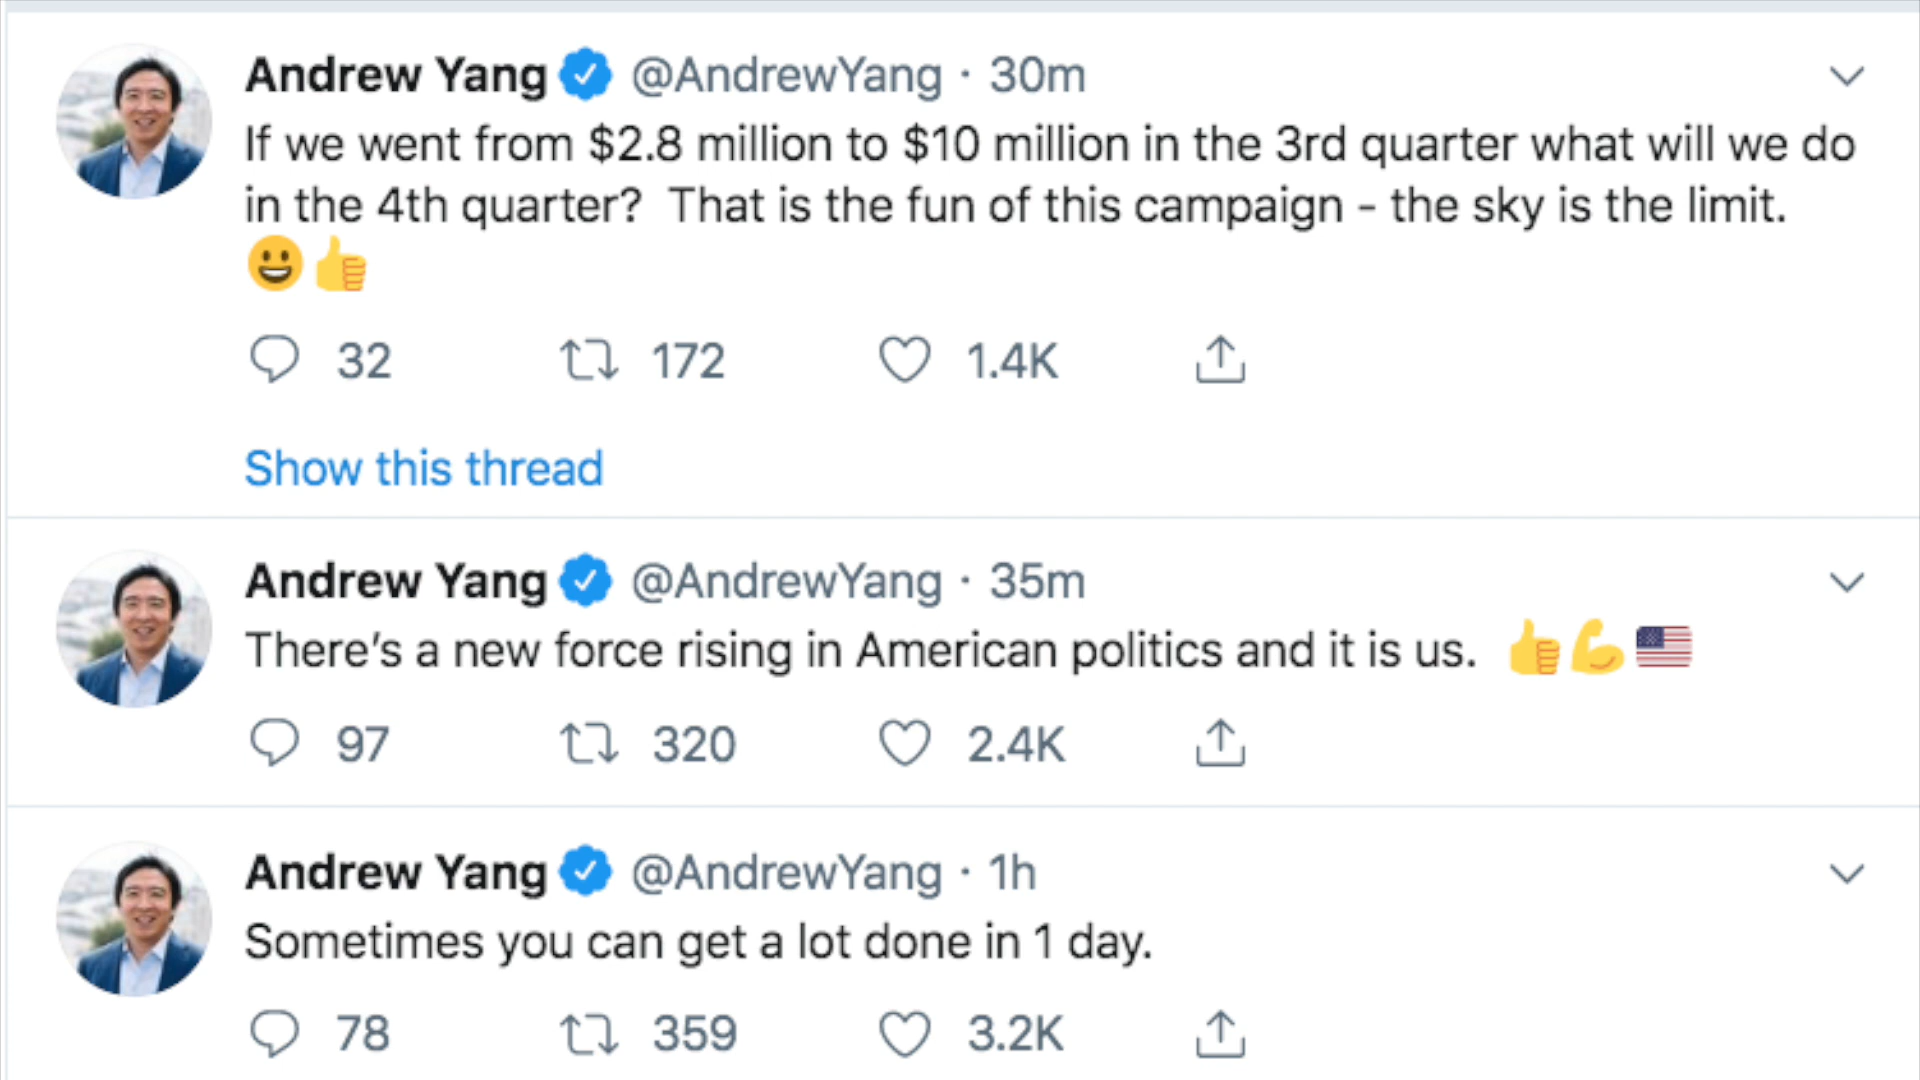 Andrew Yang @AndrewYang · 30m
If we went from $2.8 million to $10 million in the 3rd quarter what will we do
in the 4th quarter?  That is the fun of this campaign - the sky is the limit.
😀👍
32 172 1.4K
Show this thread
Andrew Yang @AndrewYang · 35m
There's a new force rising in American politics and it is us.  👍💪🇺🇸
97 320 2.4K
Andrew Yang @AndrewYang · 1h
Sometimes you can get a lot done in 1 day.
78 359 3.2K